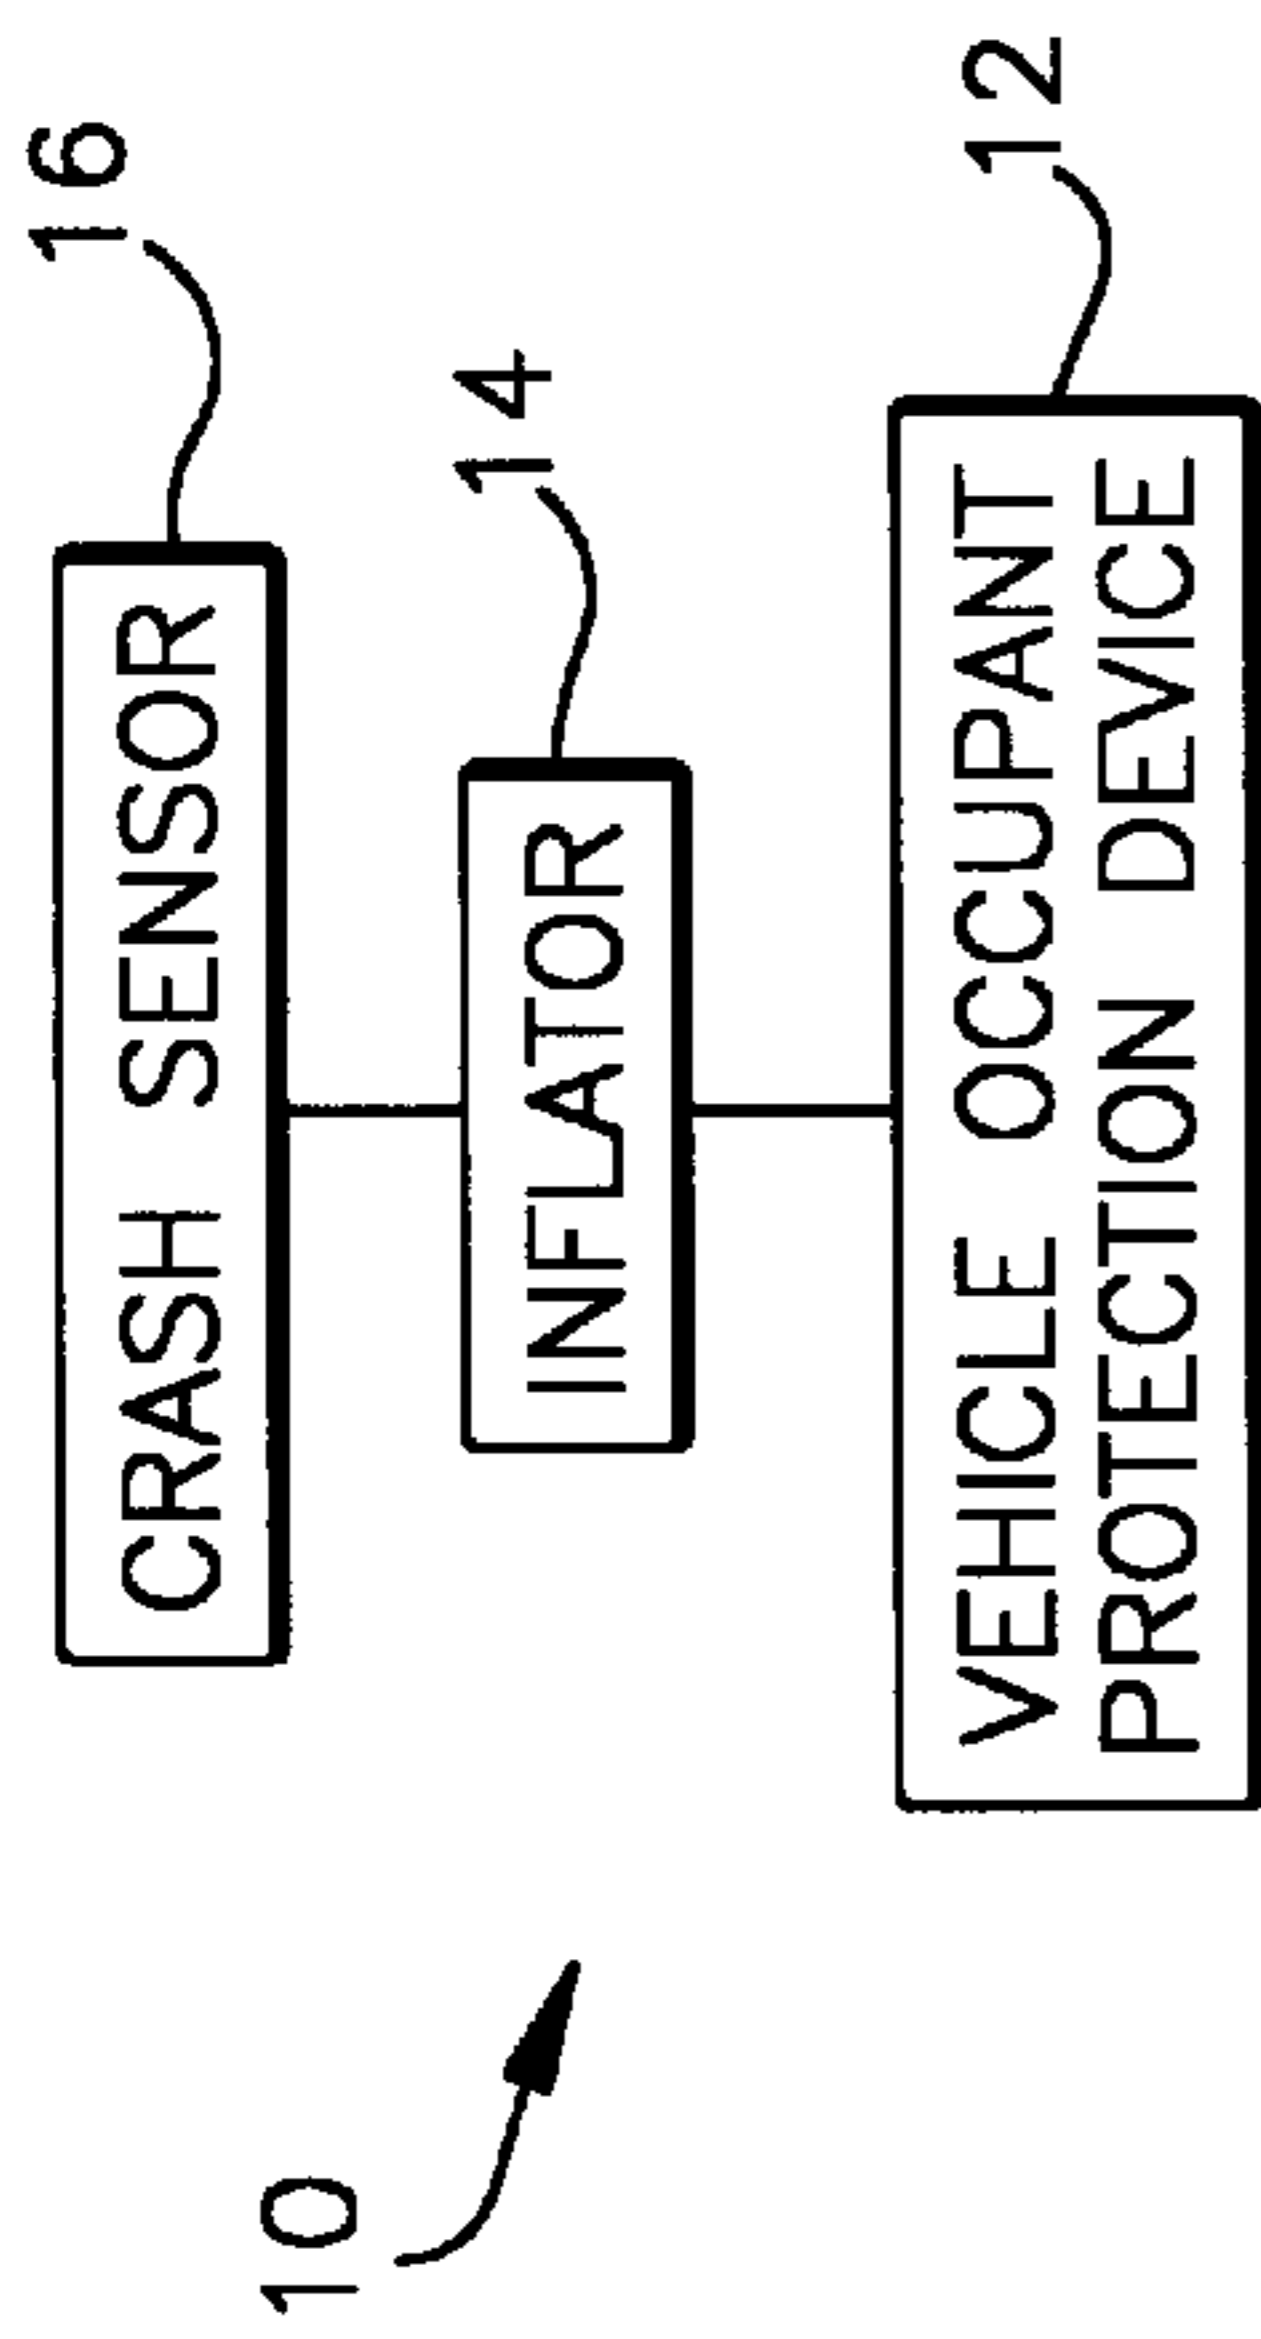 16
CRASH SENSOR
14
INFLATOR
12
VEHICLE OCCUPANT
PROTECTION DEVICE
10